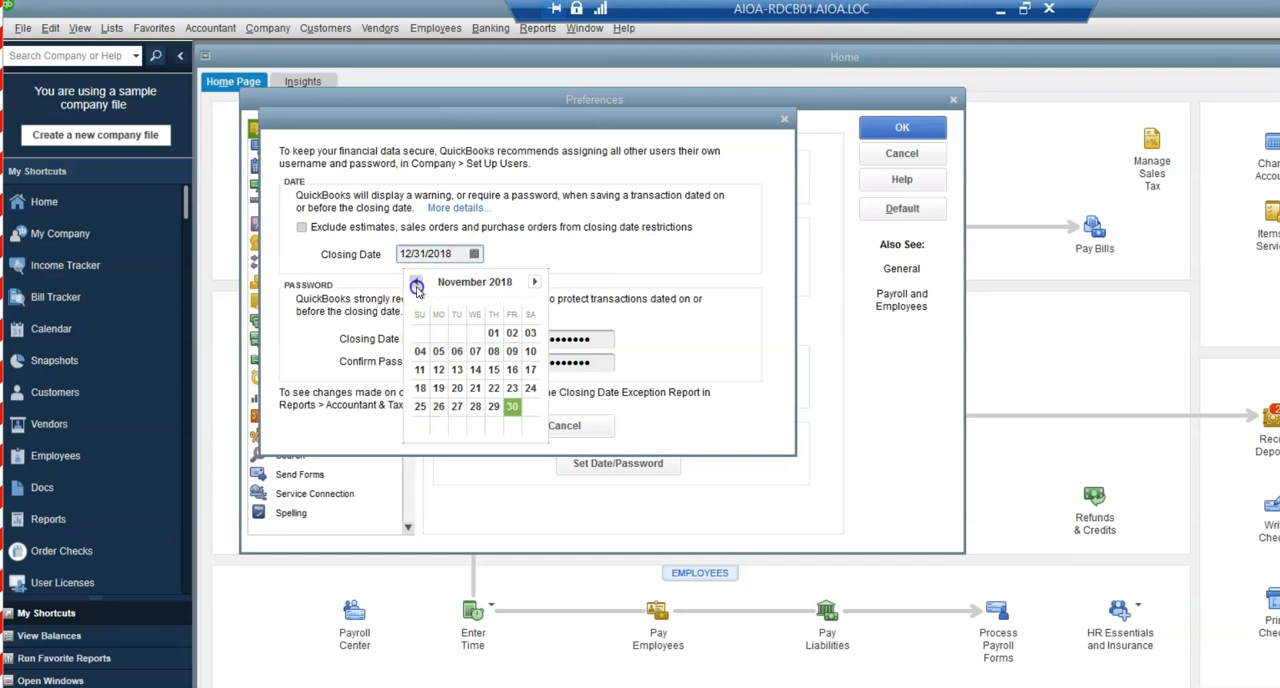 AIOA-RDCB01.AIOA.LOC
File Edit View Lists Favorites Accountant Company Customers Vendors Employees Banking Reports Window Help
Search Company or Help
Home
Home Page Insights
You are using a sample
company file
Create a new company file
My Shortcuts
Home
My Company
Income Tracker
Bill Tracker
Calendar
Snapshots
Customers
Vendors
Employees
Docs
Reports
Order Checks
User Licenses
My Shortcuts
View Balances
Run Favorite Reports
Open Windows
Preferences
To keep your financial data secure, QuickBooks recommends assigning all other users their own
username and password, in Company > Set Up Users.
DATE
QuickBooks will display a warning, or require a password, when saving a transaction dated on
or before the closing date. More details...
Exclude estimates, sales orders and purchase orders from closing date restrictions
Closing Date 12/31/2018
November 2018
SU MO TU WE TH FR SA
01 02 03
04 05 06 07 08 09 10
11 12 13 14 15 16 17
18 19 20 21 22 23 24
25 26 27 28 29 30
PASSWORD
QuickBooks strongly to protect transactions dated on or
before the closing date.
Closing Date
Confirm Pass
To see changes made on the Closing Date Exception Report in
Reports > Accountant & Tax
Cancel
Set Date/Password
Send Forms
Service Connection
Spelling
OK
Cancel
Help
Default
Also See:
General
Payroll and
Employees
Manage
Sales
Tax
Pay Bills
Refunds
& Credits
EMPLOYEES
Payroll
Center
Enter
Time
Pay
Employees
Pay
Liabilities
Process
Payroll
Forms
HR Essentials
and Insurance